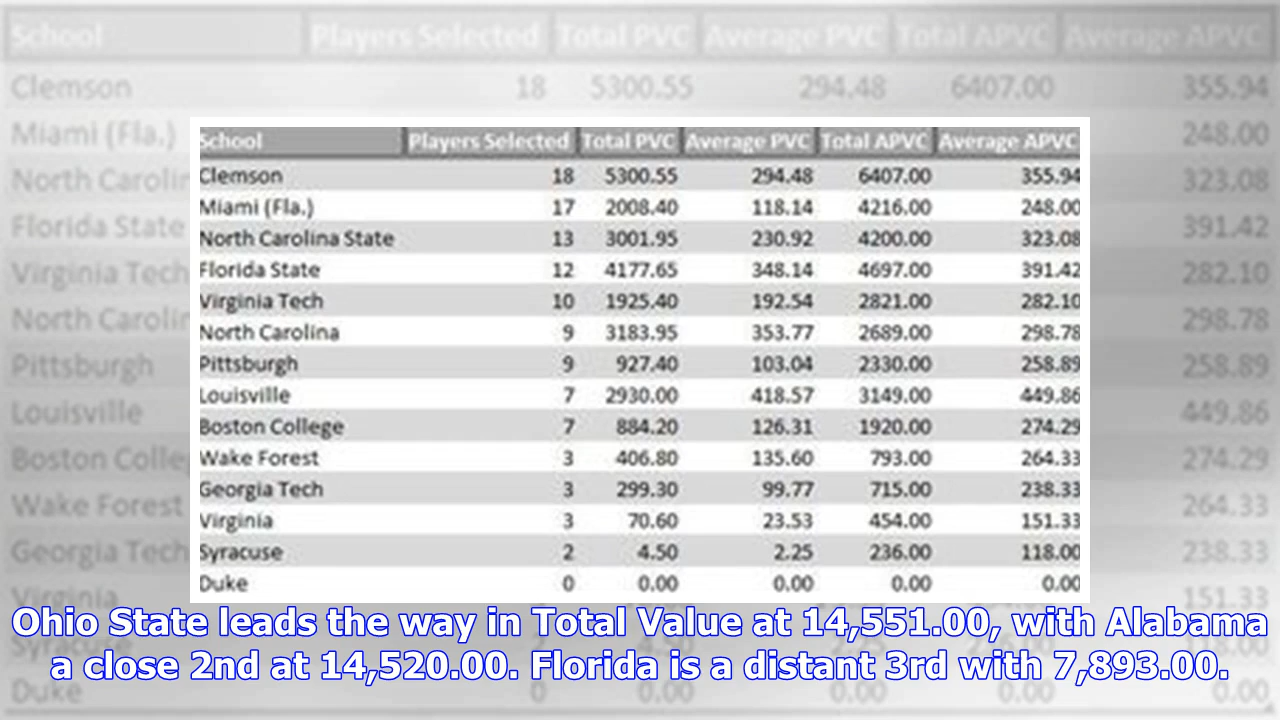 School Players Selected Total PVC Average PVC Total APVC Average APVC
Clemson 18 5300.55 294.48 6407.00 355.94
Miami (Fla.) 17 2008.40 118.14 4216.00 248.00
North Carolina State 13 3001.95 230.92 4200.00 323.08
Florida State 12 4177.65 348.14 4697.00 391.42
Virginia Tech 10 1925.40 192.54 2821.00 282.10
North Carolina 9 3183.95 353.77 2689.00 298.78
Pittsburgh 9 927.40 103.04 2330.00 258.89
Louisville 7 2930.00 418.57 3149.00 449.86
Boston College 7 884.20 126.31 1920.00 274.29
Wake Forest 3 406.80 135.60 793.00 264.33
Georgia Tech 3 299.30 99.77 715.00 238.33
Virginia 3 70.60 23.53 454.00 151.33
Syracuse 2 4.50 2.25 236.00 118.00
Duke 0 0.00 0.00 0.00 0.00
Ohio State leads the way in Total Value at 14,551.00, with Alabama
a close 2nd at 14,520.00. Florida is a distant 3rd with 7,893.00.